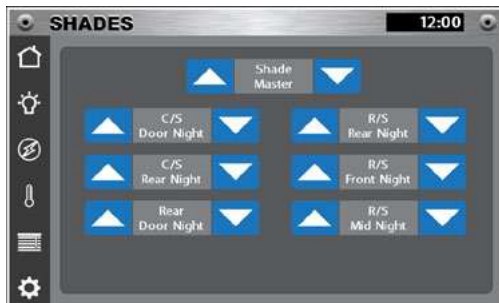 SHADES
12:00
Shade
Master
C/S
Door Night
R/S
Rear Night
C/S
Rear Night
R/S
Front Night
Rear
Door Night
R/S
Mid Night